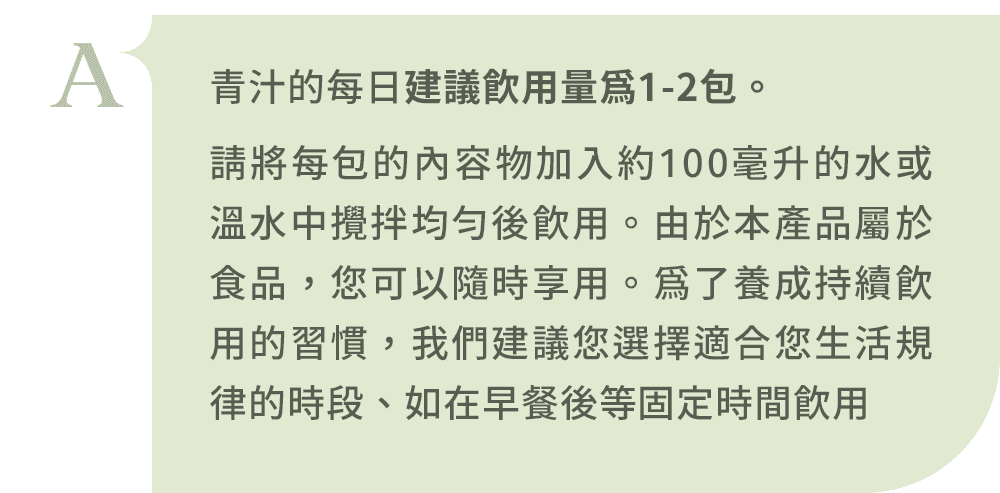 A
青汁的每日建議飲用量爲1-2包。
請將每包的內容物加入約100毫升的水或
溫水中攪拌均勻後飲用。由於本產品屬於
食品，您可以隨時享用。爲了養成持續飲
用的習慣，我們建議您選擇適合您生活規
律的時段、如在早餐後等固定時間飲用